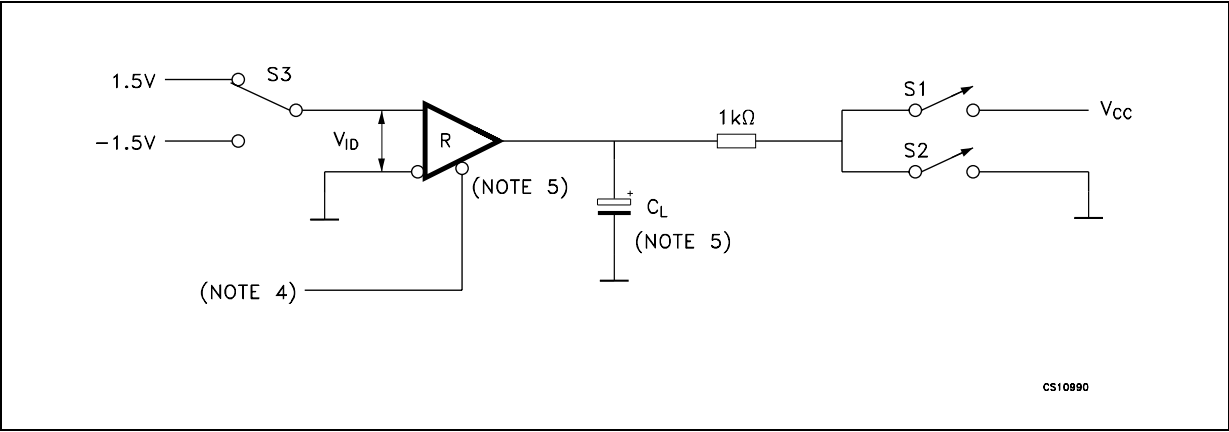 1.5V
S3
−1.5V
VID
R
(NOTE 5)
(NOTE 4)
1kΩ
+
CL
(NOTE 5)
S1
VCC
S2
CS10990